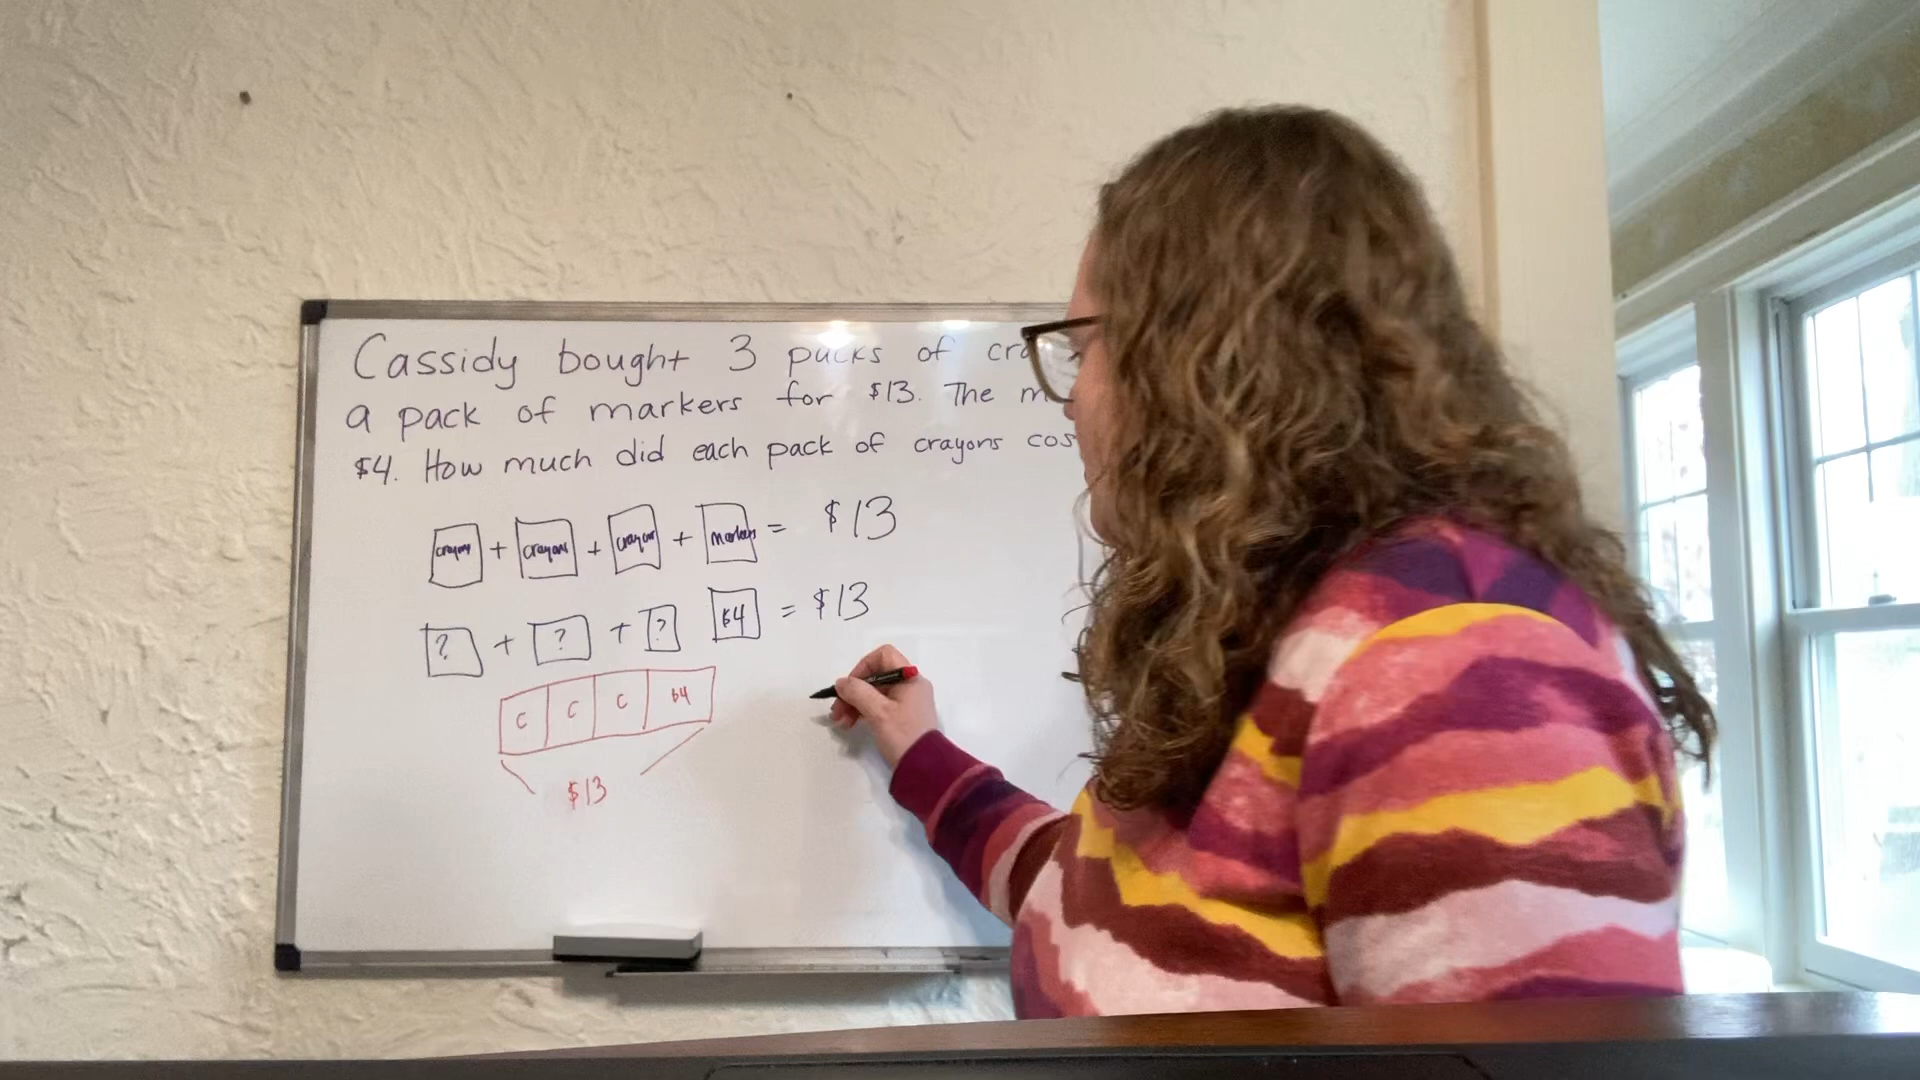 Cassidy bought 3 packs of cra
a pack of markers for $13. The m
$4. How much did each pack of crayons cos
crayons + crayons + crayons + markers = $13
? + ? + ? $4 = $13
C C C $4
$13